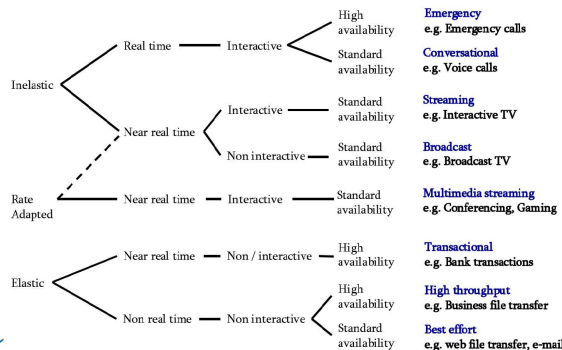 High availability
Emergency
e.g. Emergency calls
Real time
Interactive
Standard availability
Conversational
e.g. Voice calls
Inelastic
Near real time
Interactive
Standard availability
Streaming
e.g. Interactive TV
Non interactive
Standard availability
Broadcast
e.g. Broadcast TV
Rate Adapted
Near real time
Interactive
Standard availability
Multimedia streaming
e.g. Conferencing, Gaming
Elastic
Near real time
Non / interactive
High availability
Transactional
e.g. Bank transactions
Non real time
Non interactive
High availability
High throughput
e.g. Business file transfer
Standard availability
Best effort
e.g. web file transfer, e-mail